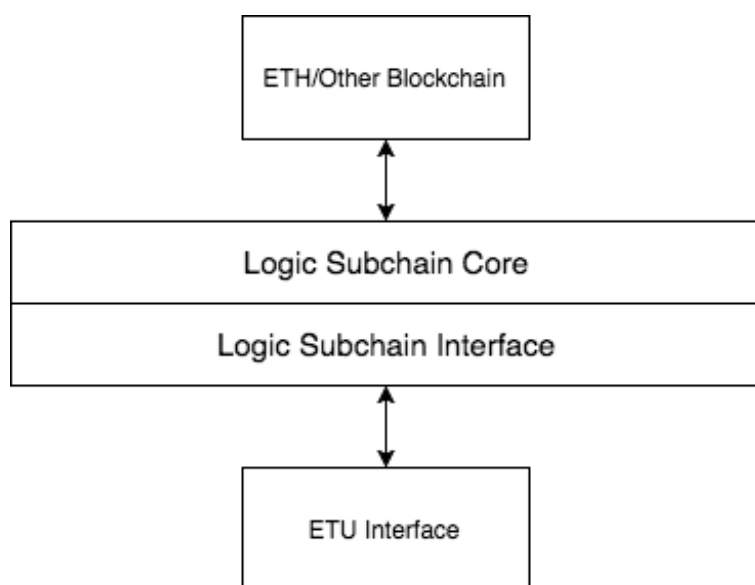 ETH/Other Blockchain
Logic Subchain Core
Logic Subchain Interface
ETU Interface